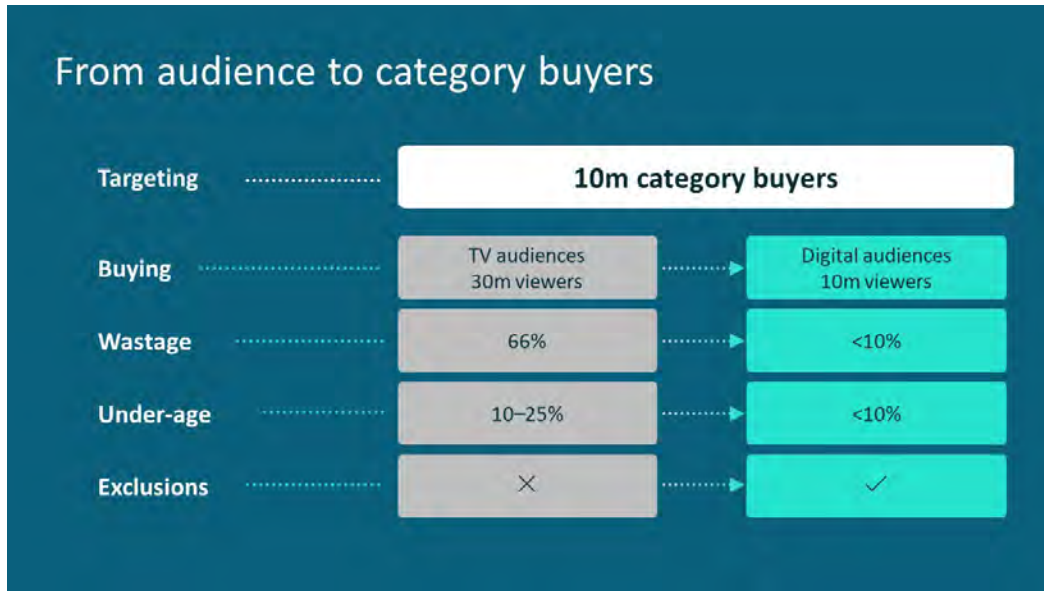 From audience to category buyers
Targeting
10m category buyers
Buying
TV audiences
30m viewers
Digital audiences
10m viewers
Wastage
66%
<10%
Under-age
10–25%
<10%
Exclusions
×
✓